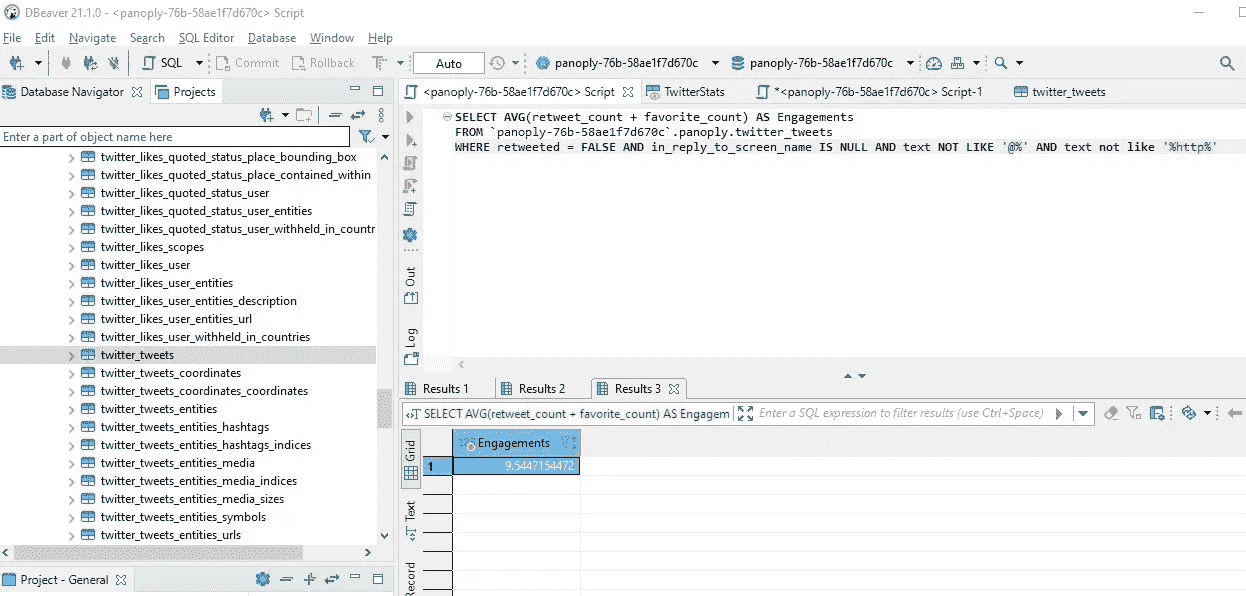 DBeaver 21.1.0 - <panoply-76b-58ae1f7d670c> Script
File Edit Navigate Search SQL Editor Database Window Help
SQL Commit Rollback T Auto panoply-76b-58ae1f7d670c panoply-76b-58ae1f7d670c
Database Navigator Projects
<panoply-76b-58ae1f7d670c> Script TwitterStats *<panoply-76b-58ae1f7d670c> Script-1 twitter_tweets
Enter a part of object name here
twitter_likes_quoted_status_place_bounding_box
twitter_likes_quoted_status_place_contained_within
twitter_likes_quoted_status_user
twitter_likes_quoted_status_user_entities
twitter_likes_quoted_status_user_withheld_in_countr
twitter_likes_scopes
twitter_likes_user
twitter_likes_user_entities
twitter_likes_user_entities_description
twitter_likes_user_entities_url
twitter_likes_user_withheld_in_countries
twitter_tweets
twitter_tweets_coordinates
twitter_tweets_coordinates_coordinates
twitter_tweets_entities
twitter_tweets_entities_hashtags
twitter_tweets_entities_hashtags_indices
twitter_tweets_entities_media
twitter_tweets_entities_media_indices
twitter_tweets_entities_media_sizes
twitter_tweets_entities_symbols
twitter_tweets_entities_urls
Project - General
SELECT AVG(retweet_count + favorite_count) AS Engagements
FROM `panoply-76b-58ae1f7d670c`.panoply.twitter_tweets
WHERE retweeted = FALSE AND in_reply_to_screen_name IS NULL AND text NOT LIKE '@%' AND text not like '%http%'
Out
Log
Results 1 Results 2 Results 3
SELECT AVG(retweet_count + favorite_count) AS Engagem Enter a SQL expression to filter results (use Ctrl+Space)
Grid
Text
Record
123 Engagements
1 9.5447154472